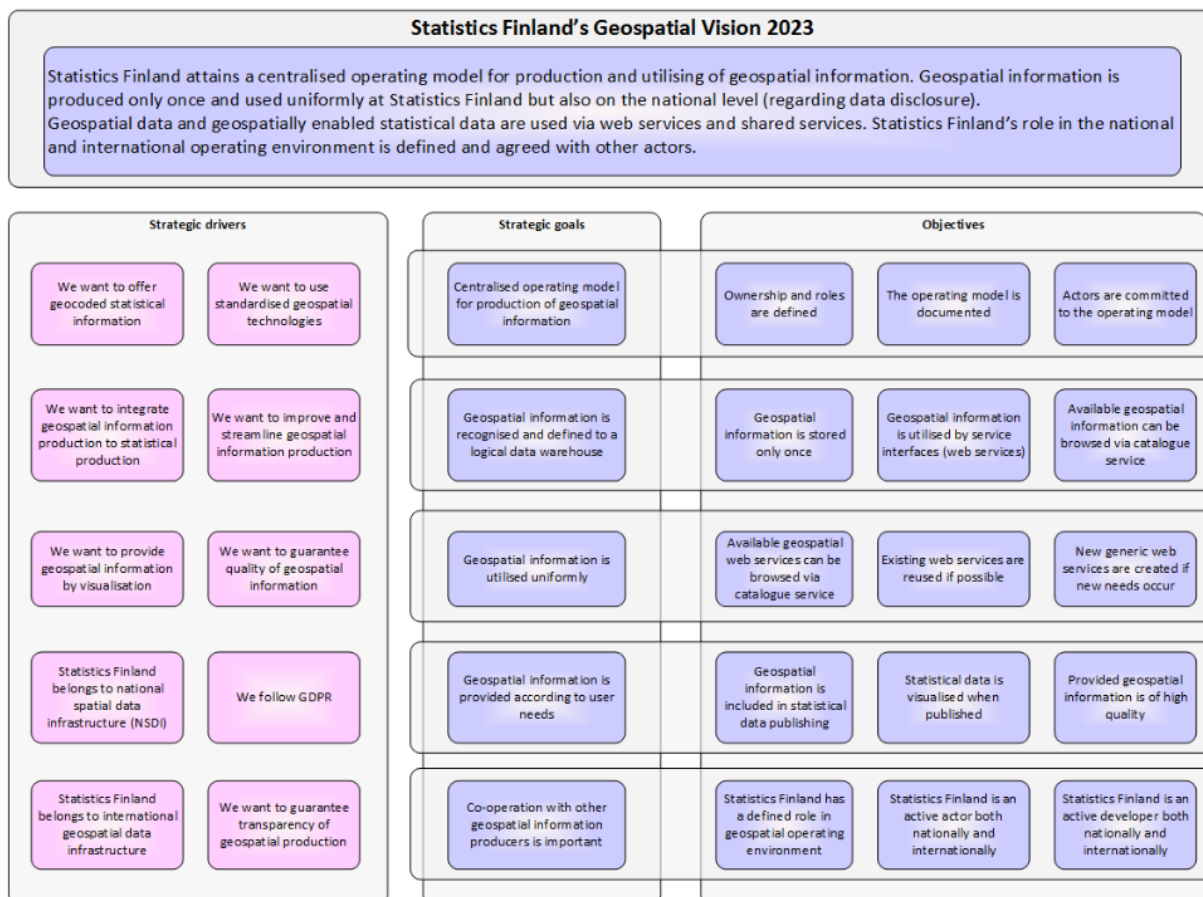 Statistics Finland’s Geospatial Vision 2023
Statistics Finland attains a centralised operating model for production and utilising of geospatial information. Geospatial information is
produced only once and used uniformly at Statistics Finland but also on the national level (regarding data disclosure).
Geospatial data and geospatially enabled statistical data are used via web services and shared services. Statistics Finland’s role in the national
and international operating environment is defined and agreed with other actors.
Strategic drivers
We want to offer
geocoded statistical
information
We want to use
standardised geospatial
technologies
We want to integrate
geospatial information
production to statistical
production
We want to improve and
streamline geospatial
information production
We want to provide
geospatial information
by visualisation
We want to guarantee
quality of geospatial
information
Statistics Finland
belongs to national
spatial data
infrastructure (NSDI)
We follow GDPR
Statistics Finland
belongs to international
geospatial data
infrastructure
We want to guarantee
transparency of
geospatial production
Strategic goals
Objectives
Centralised operating model
for production of geospatial
information
Ownership and roles
are defined
The operating model is
documented
Actors are committed
to the operating model
Geospatial information is
recognised and defined to a
logical data warehouse
Geospatial
information is stored
only once
Geospatial information
is utilised by service
interfaces (web services)
Available geospatial
information can be
browsed via catalogue
service
Geospatial information is
utilised uniformly
Available geospatial
web services can be
browsed via
catalogue service
Existing web services are
reused if possible
New generic web
services are created if
new needs occur
Geospatial information is
provided according to user
needs
Geospatial
information is
included in statistical
data publishing
Statistical data is
visualised when
published
Provided geospatial
information is of high
quality
Co-operation with other
geospatial information
producers is important
Statistics Finland has
a defined role in
geospatial operating
environment
Statistics Finland is an
active actor both
nationally and
internationally
Statistics Finland is an
active developer both
nationally and
internationally